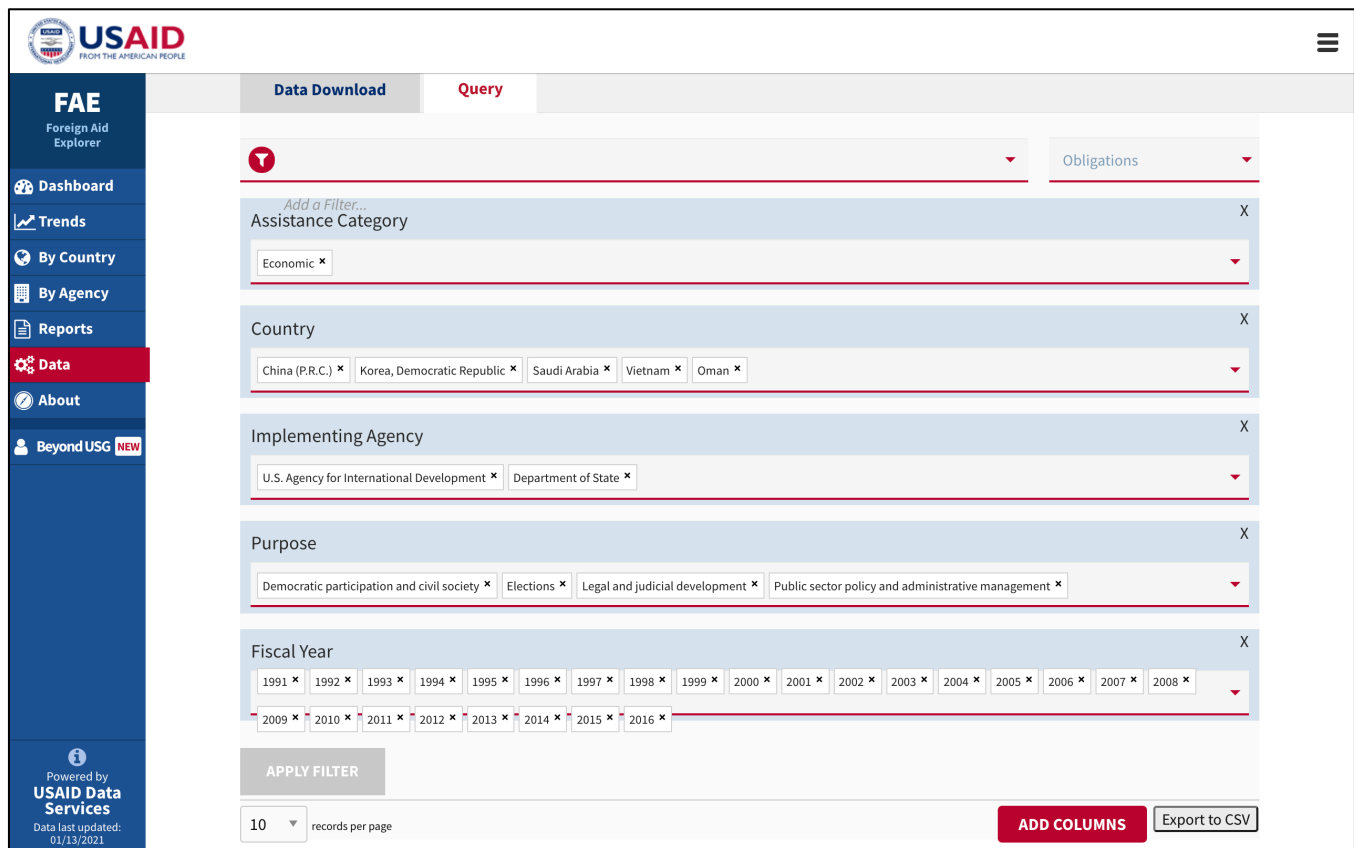 USAID
FROM THE AMERICAN PEOPLE
FAE
Foreign Aid
Explorer
Dashboard
Trends
By Country
By Agency
Reports
Data
About
Beyond USG NEW
Powered by
USAID Data
Services
Data last updated:
01/13/2021
Data Download Query
Obligations
Add a Filter...
Assistance Category X
Economic ×
Country X
China (P.R.C.) × Korea, Democratic Republic × Saudi Arabia × Vietnam × Oman ×
Implementing Agency X
U.S. Agency for International Development × Department of State ×
Purpose X
Democratic participation and civil society × Elections × Legal and judicial development × Public sector policy and administrative management ×
Fiscal Year X
1991 × 1992 × 1993 × 1994 × 1995 × 1996 × 1997 × 1998 × 1999 × 2000 × 2001 × 2002 × 2003 × 2004 × 2005 × 2006 × 2007 × 2008 ×
2009 × 2010 × 2011 × 2012 × 2013 × 2014 × 2015 × 2016 ×
APPLY FILTER
10 records per page ADD COLUMNS Export to CSV